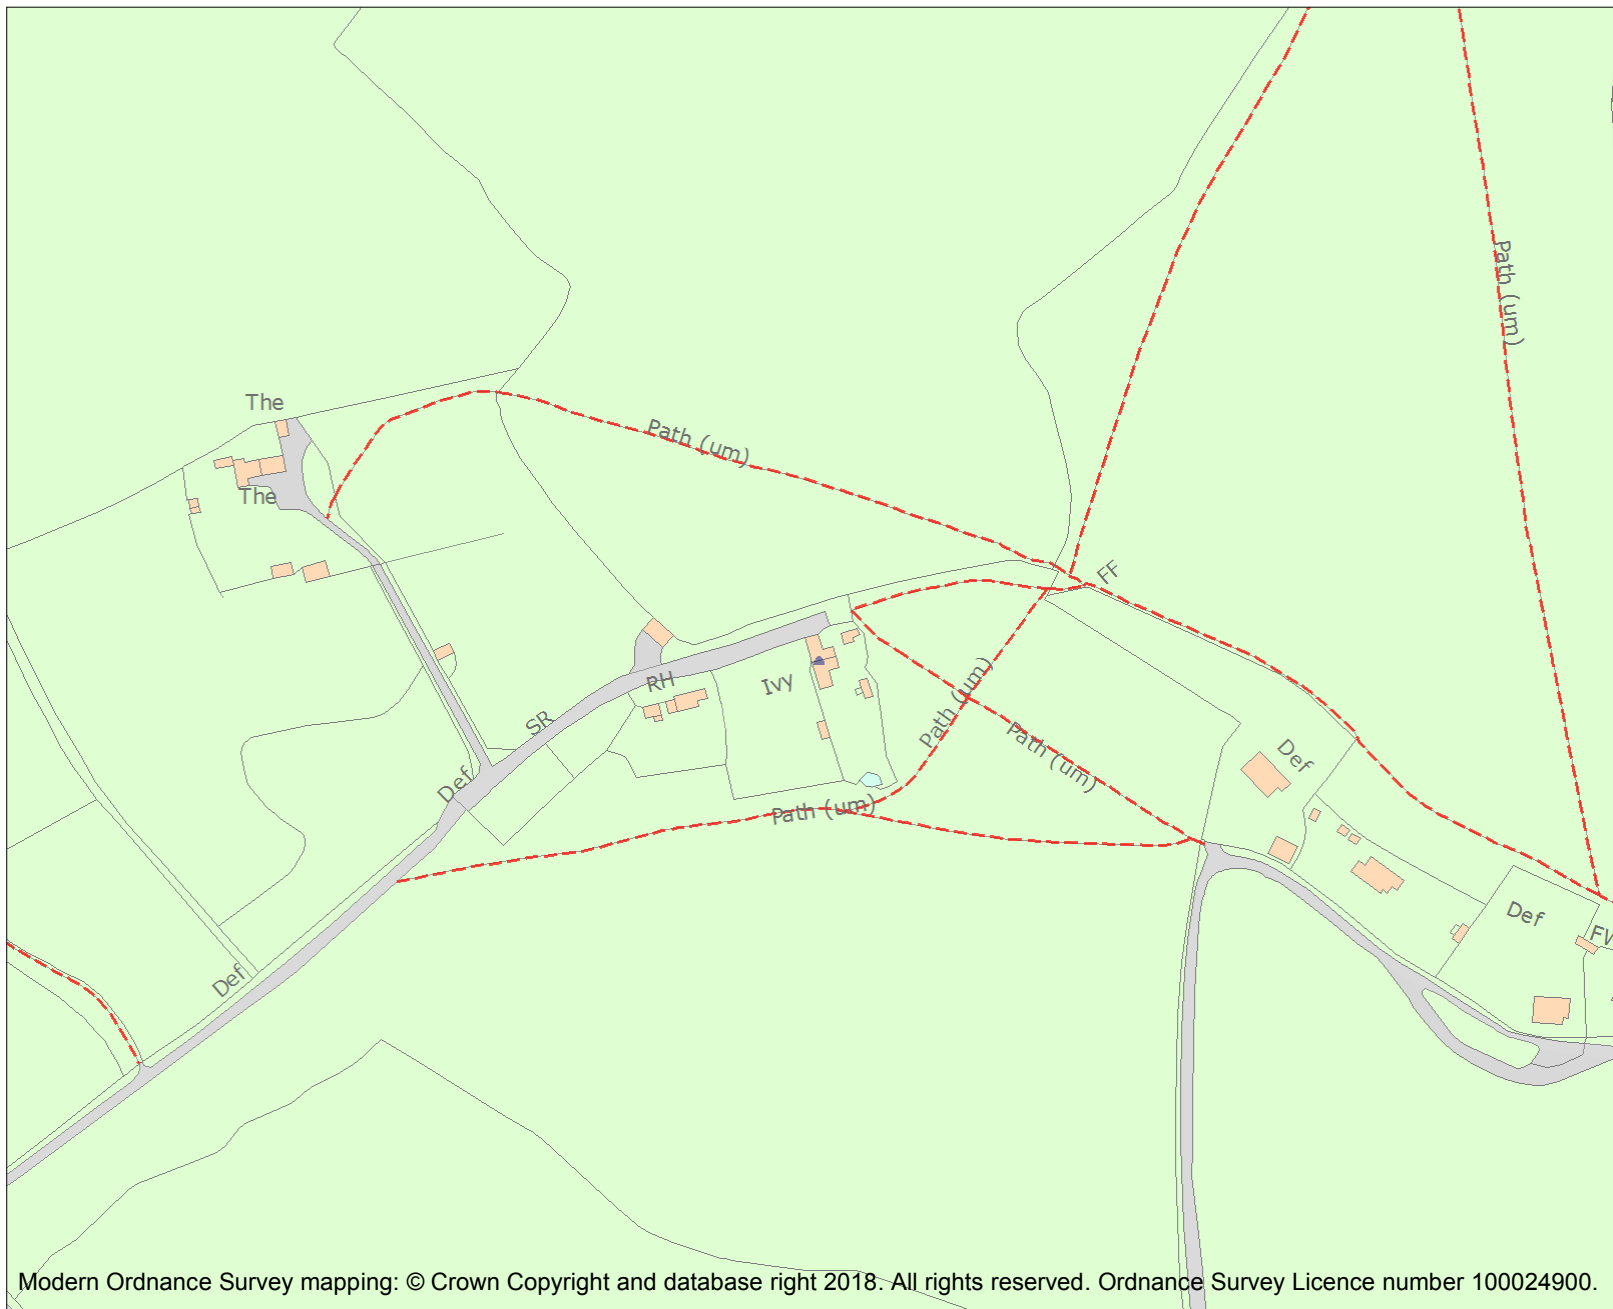 Path (um)
The
Path (um)
The
FF
RH
Ivy
Path (um)
SR
Path (um)
Def
Def
Path (um)
Def
FW
Def
Modern Ordnance Survey mapping: © Crown Copyright and database right 2018. All rights reserved. Ordnance Survey Licence number 100024900.